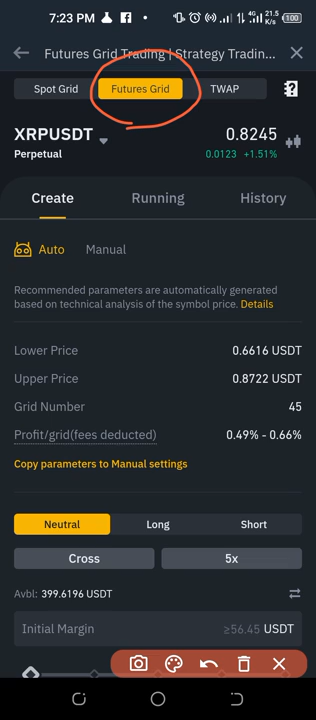 7:23 PM
4G 21.5 K/s 100
Futures Grid Trading | Strategy Tradin...
Spot Grid Futures Grid TWAP
XRPUSDT 0.8245
Perpetual 0.0123 +1.51%
Create Running History
Auto Manual
Recommended parameters are automatically generated
based on technical analysis of the symbol price. Details
Lower Price 0.6616 USDT
Upper Price 0.8722 USDT
Grid Number 45
Profit/grid(fees deducted) 0.49% - 0.66%
Copy parameters to Manual settings
Neutral Long Short
Cross 5x
Avbl: 399.6196 USDT
Initial Margin ≥56.45 USDT